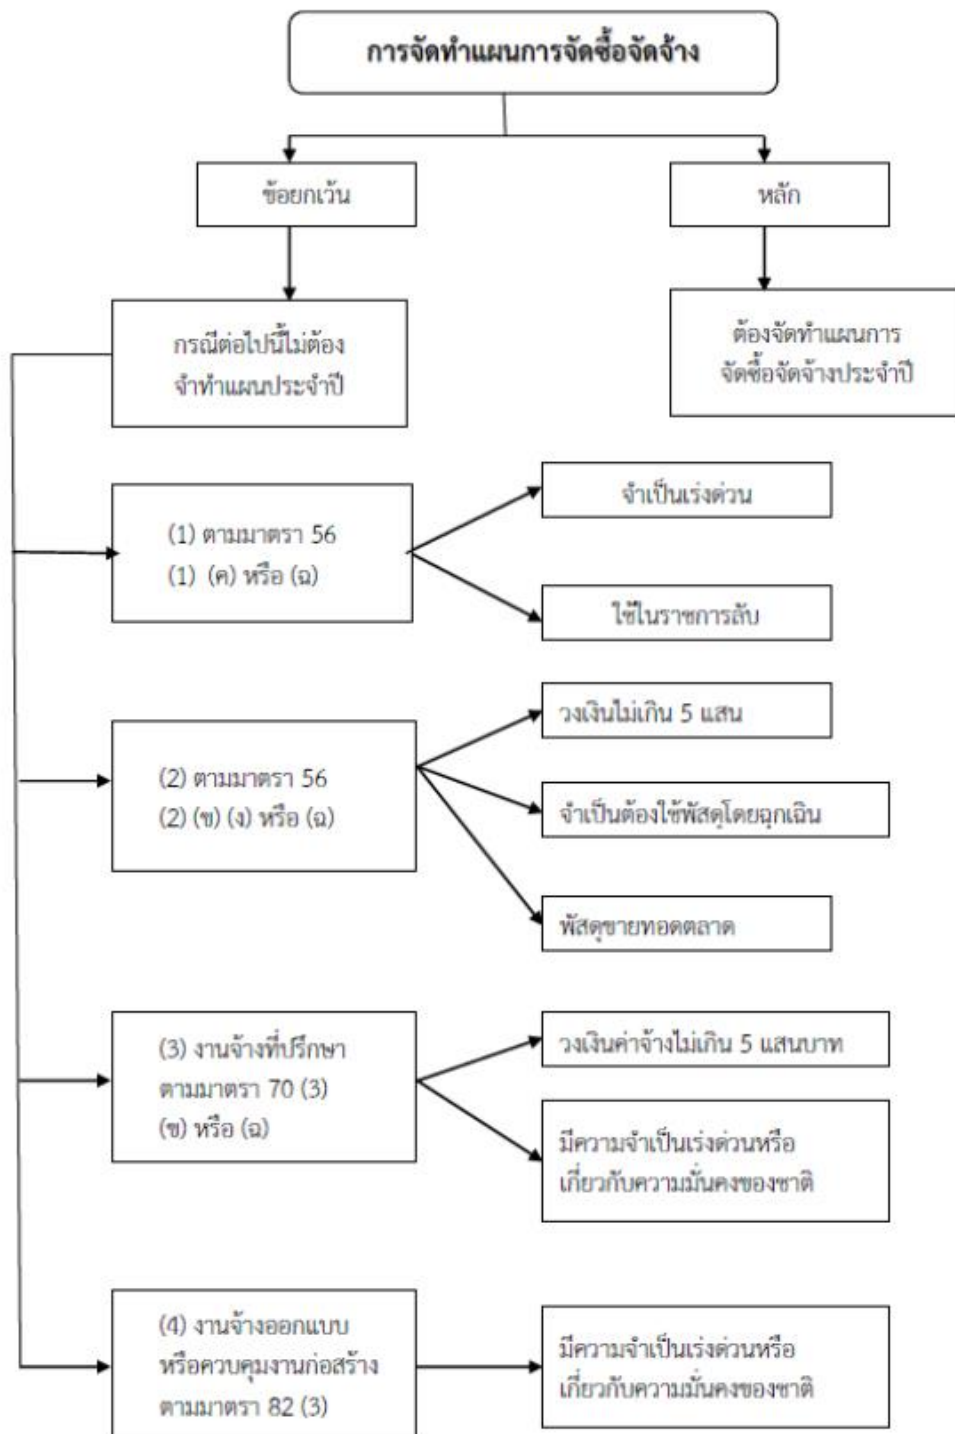 การจัดทำแผนการจัดซื้อจัดจ้าง
ข้อยกเว้น
หลัก
กรณีต่อไปนี้ไม่ต้อง
จำทำแผนประจำปี
ต้องจัดทำแผนการ
จัดซื้อจัดจ้างประจำปี
(1) ตามมาตรา 56
(1) (ค) หรือ (ฉ)
จำเป็นเร่งด่วน
ใช้ในราชการลับ
(2) ตามมาตรา 56
(2) (ข) (ง) หรือ (ฉ)
วงเงินไม่เกิน 5 แสน
จำเป็นต้องใช้พัสดุโดยฉุกเฉิน
พัสดุขายทอดตลาด
(3) งานจ้างที่ปรึกษา
ตามมาตรา 70 (3)
(ข) หรือ (ฉ)
วงเงินค่าจ้างไม่เกิน 5 แสนบาท
มีความจำเป็นเร่งด่วนหรือ
เกี่ยวกับความมั่นคงของชาติ
(4) งานจ้างออกแบบ
หรือควบคุมงานก่อสร้าง
ตามมาตรา 82 (3)
มีความจำเป็นเร่งด่วนหรือ
เกี่ยวกับความมั่นคงของชาติ